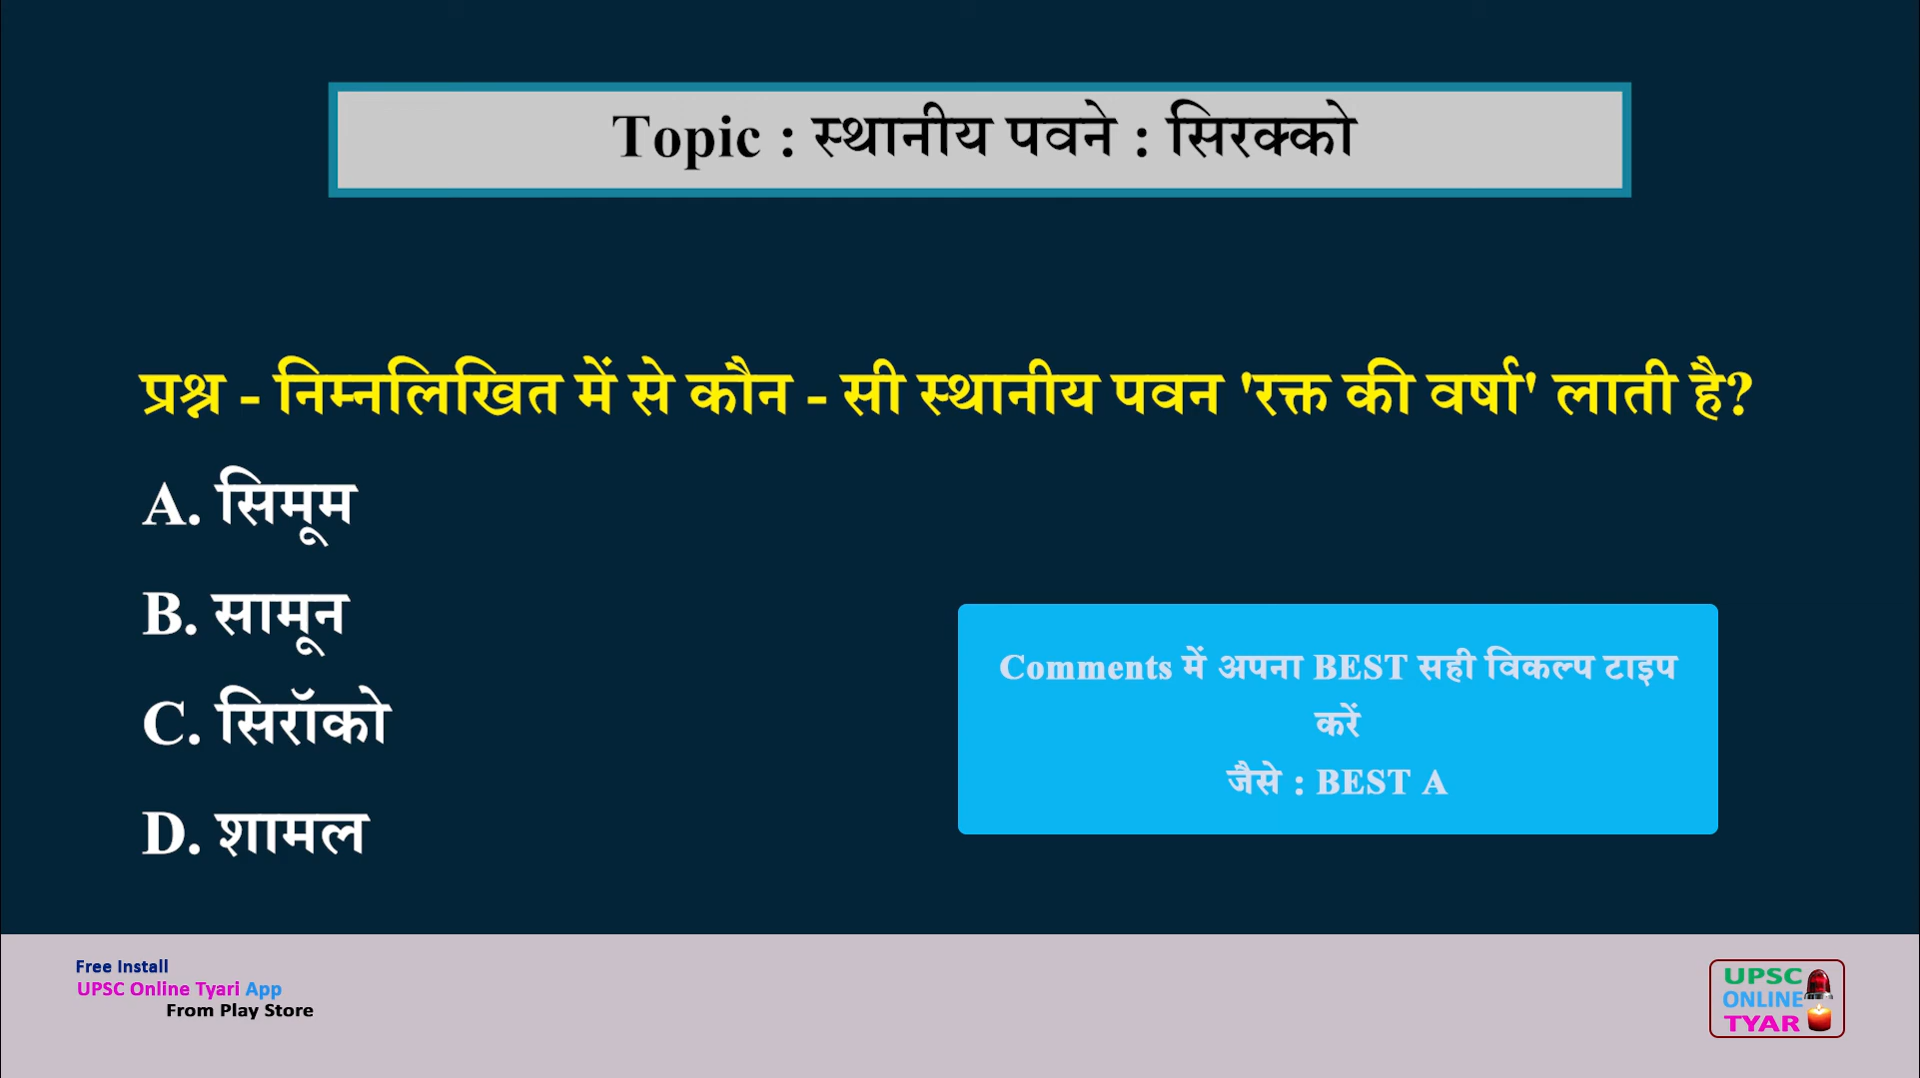 Topic : स्थानीय पवने : सिरक्को
प्रश्न - निम्नलिखित में से कौन - सी स्थानीय पवन 'रक्त की वर्षा' लाती है?
A. सिमूम
B. सामून
C. सिरॉको
D. शामल
Comments में अपना BEST सही विकल्प टाइप
करें
जैसे : BEST A
Free Install
UPSC Online Tyari App
From Play Store
UPSC
ONLINE
TYAR